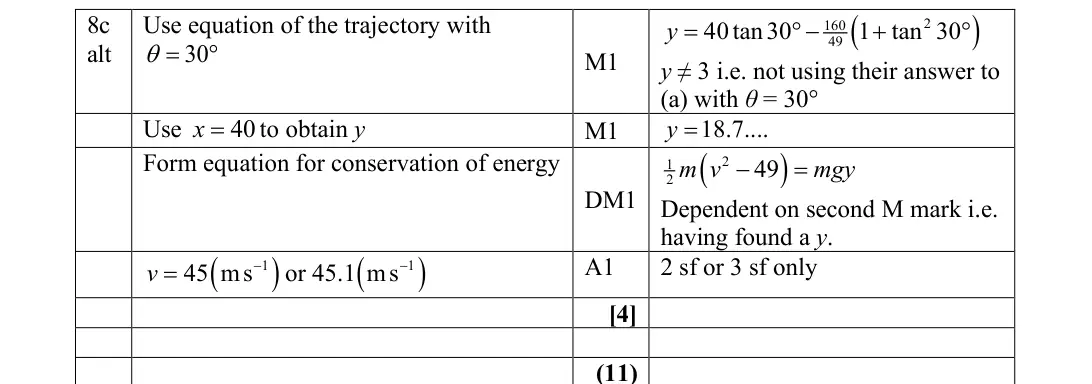 8c Use equation of the trajectory with y = 40 tan 30° − 160/49 (1 + tan² 30°)
alt θ = 30°
M1
y ≠ 3 i.e. not using their answer to
(a) with θ = 30°
Use x = 40 to obtain y M1 y = 18.7....
Form equation for conservation of energy ½m(v² − 49) = mgy
DM1
Dependent on second M mark i.e.
having found a y.
v = 45(m s⁻¹) or 45.1(m s⁻¹) A1 2 sf or 3 sf only
[4]
(11)